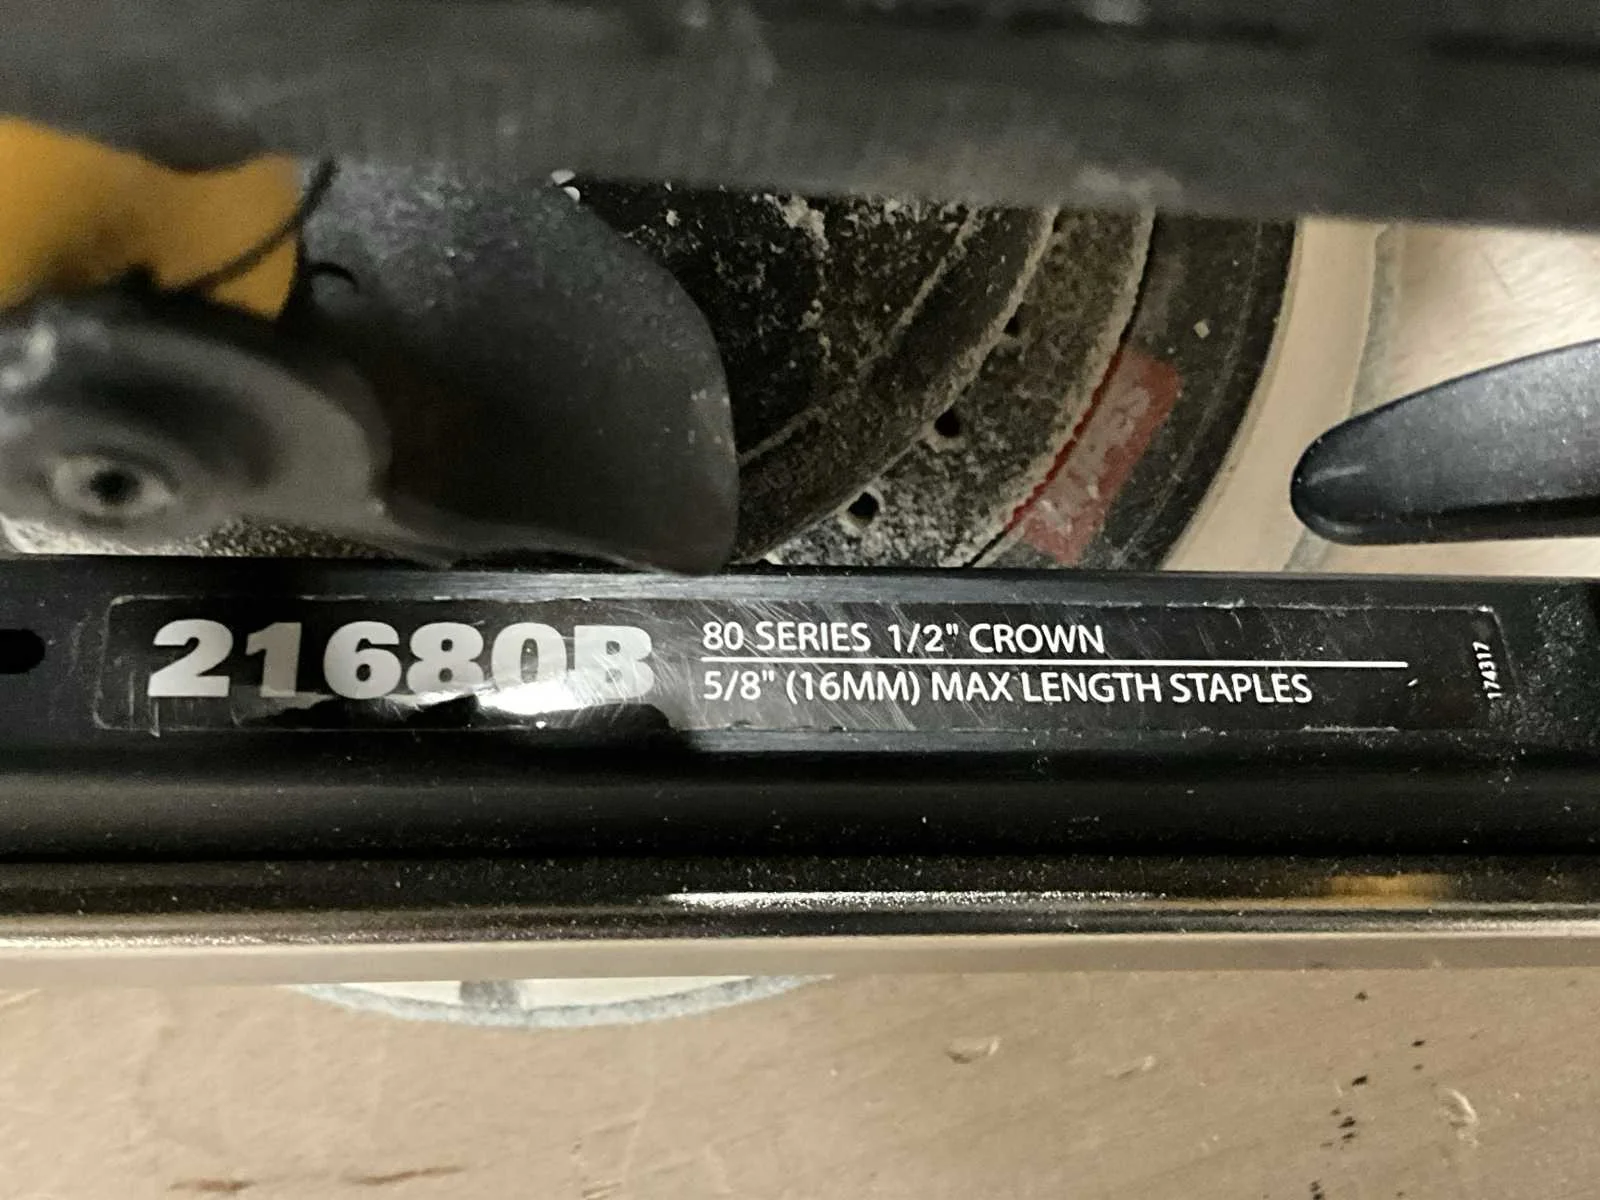 21680B
80 SERIES 1/2" CROWN
5/8" (16MM) MAX LENGTH STAPLES
174317